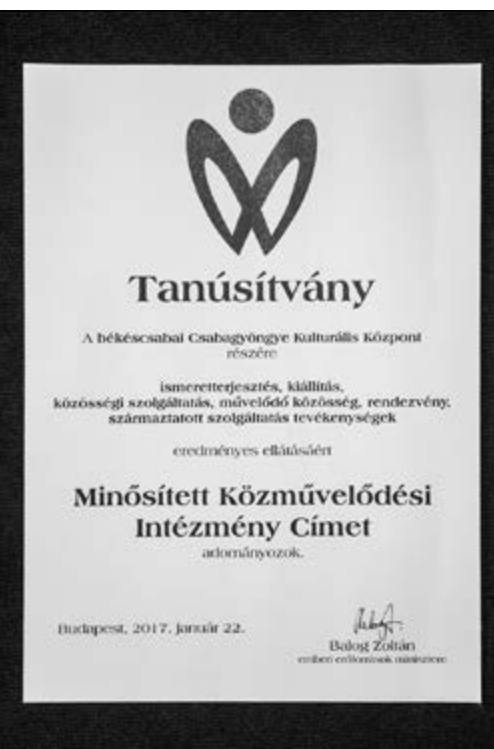 Tanúsítvány
A békéscsabai Csabagyöngye Kulturális Központ
részére
ismeretterjesztés, kiállítás,
közösségi szolgáltatás, művelődő közösség, rendezvény,
származtatott szolgáltatás tevékenységek
eredményes ellátásáért
Minősített Közművelődési
Intézmény Címet
adományozok.
Budapest, 2017. január 22.
Balog Zoltán
emberi erőforrások minisztere